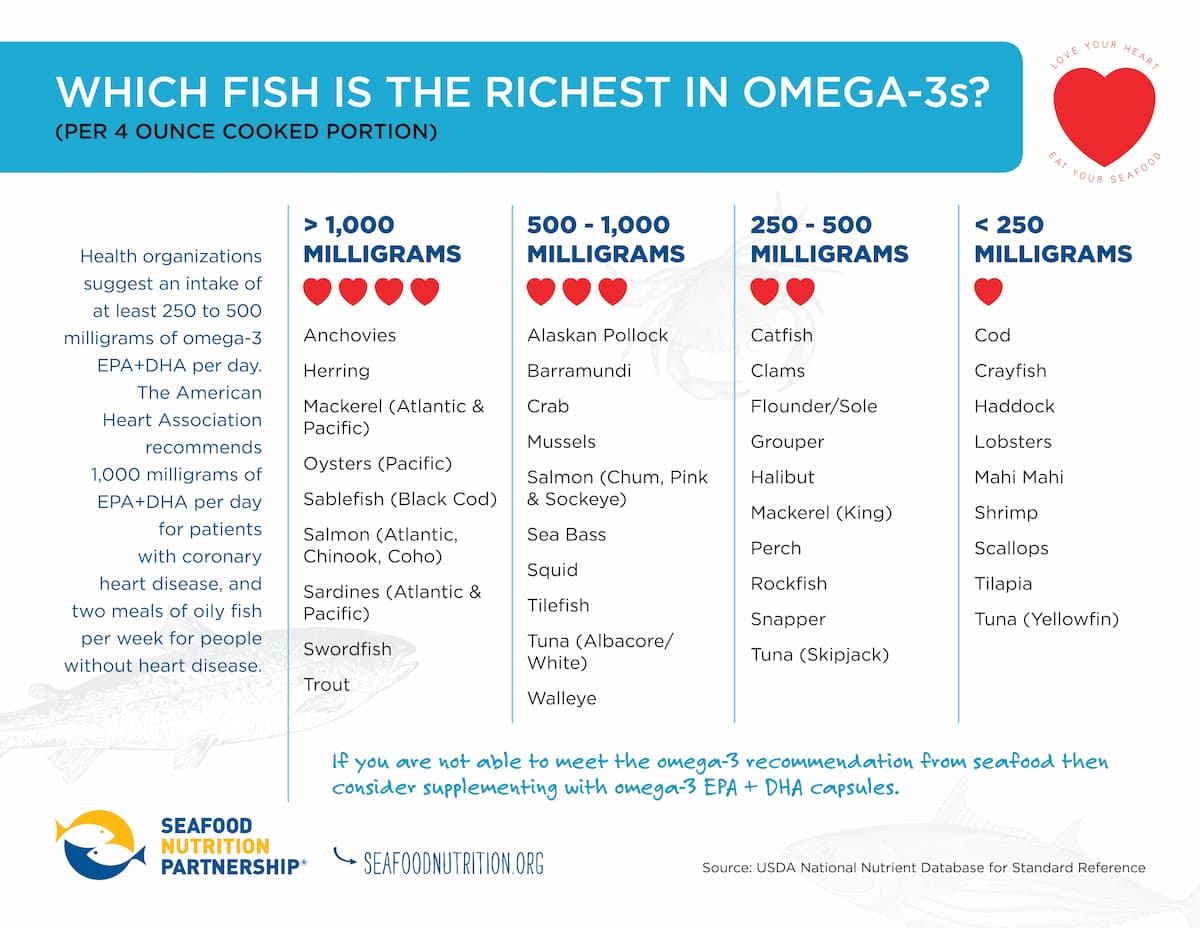 WHICH FISH IS THE RICHEST IN OMEGA-3s?
(PER 4 OUNCE COOKED PORTION)
LOVE YOUR HEART
EAT YOUR SEAFOOD
Health organizations
suggest an intake of
at least 250 to 500
milligrams of omega-3
EPA+DHA per day.
The American
Heart Association
recommends
1,000 milligrams of
EPA+DHA per day
for patients
with coronary
heart disease, and
two meals of oily fish
per week for people
without heart disease.
> 1,000
MILLIGRAMS
Anchovies
Herring
Mackerel (Atlantic &
Pacific)
Oysters (Pacific)
Sablefish (Black Cod)
Salmon (Atlantic,
Chinook, Coho)
Sardines (Atlantic &
Pacific)
Swordfish
Trout
500 - 1,000
MILLIGRAMS
Alaskan Pollock
Barramundi
Crab
Mussels
Salmon (Chum, Pink
& Sockeye)
Sea Bass
Squid
Tilefish
Tuna (Albacore/
White)
Walleye
250 - 500
MILLIGRAMS
Catfish
Clams
Flounder/Sole
Grouper
Halibut
Mackerel (King)
Perch
Rockfish
Snapper
Tuna (Skipjack)
< 250
MILLIGRAMS
Cod
Crayfish
Haddock
Lobsters
Mahi Mahi
Shrimp
Scallops
Tilapia
Tuna (Yellowfin)
If you are not able to meet the omega-3 recommendation from seafood then
consider supplementing with omega-3 EPA + DHA capsules.
SEAFOOD
NUTRITION
PARTNERSHIP®
SEAFOODNUTRITION.ORG
Source: USDA National Nutrient Database for Standard Reference